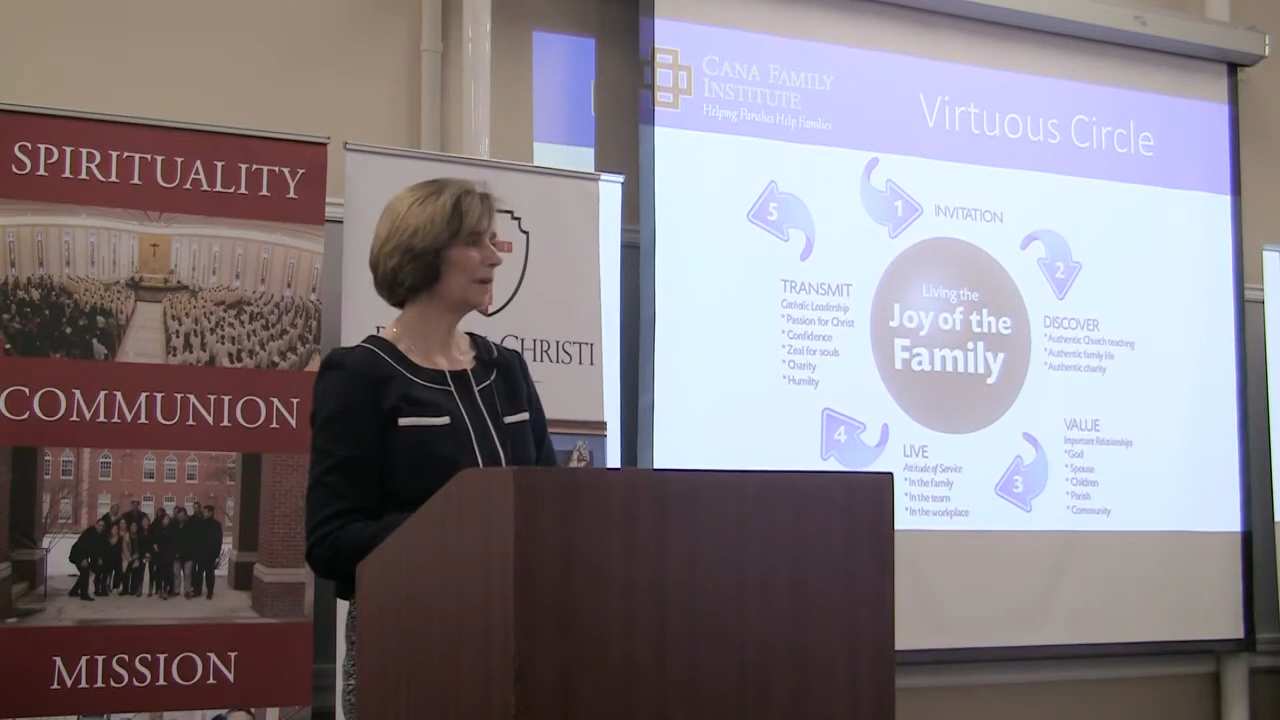 SPIRITUALITY
COMMUNION
MISSION
CHRISTI
CANA FAMILY
INSTITUTE
Helping Parishes Help Families
Virtuous Circle
1
INVITATION
2
DISCOVER
*Authentic Church teaching
*Authentic family life
*Authentic charity
3
VALUE
Important Relationships
*God
*Spouse
*Children
*Parish
*Community
4
LIVE
Attitude of Service
*In the family
*In the team
*In the workplace
5
TRANSMIT
Catholic Leadership
*Passion for Christ
*Confidence
*Zeal for souls
*Charity
*Humilty
Living the
Joy of the
Family